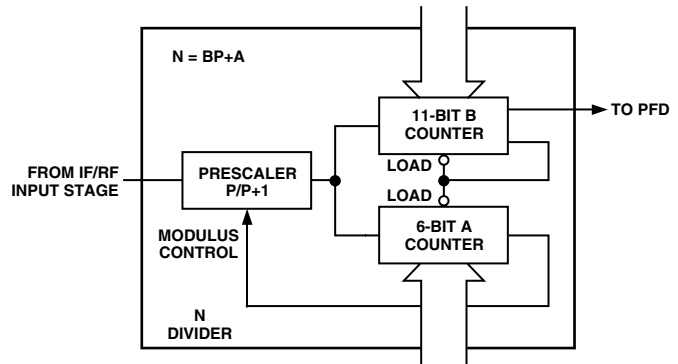 N = BP+A
11-BIT B
COUNTER
TO PFD
LOAD
FROM IF/RF
INPUT STAGE
PRESCALER
P/P+1
LOAD
MODULUS
CONTROL
6-BIT A
COUNTER
N
DIVIDER